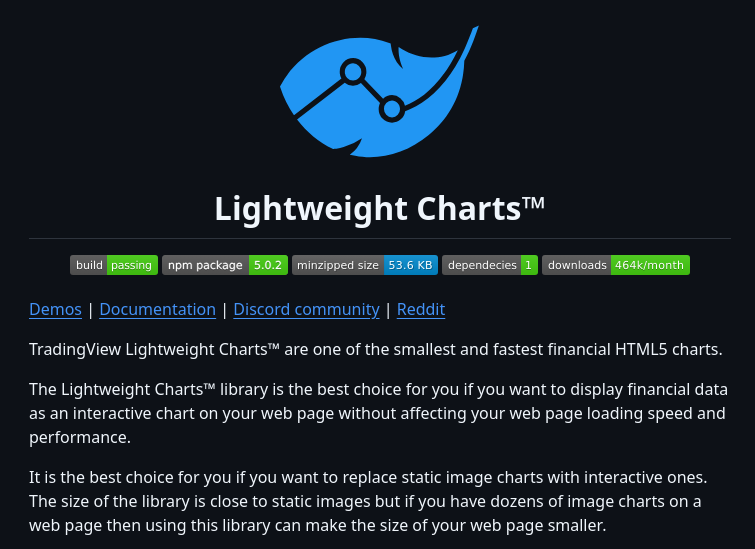 Lightweight Charts™
build passing npm package 5.0.2 minzipped size 53.6 KB dependecies 1 downloads 464k/month
Demos | Documentation | Discord community | Reddit
TradingView Lightweight Charts™ are one of the smallest and fastest financial HTML5 charts.
The Lightweight Charts™ library is the best choice for you if you want to display financial data
as an interactive chart on your web page without affecting your web page loading speed and
performance.
It is the best choice for you if you want to replace static image charts with interactive ones.
The size of the library is close to static images but if you have dozens of image charts on a
web page then using this library can make the size of your web page smaller.